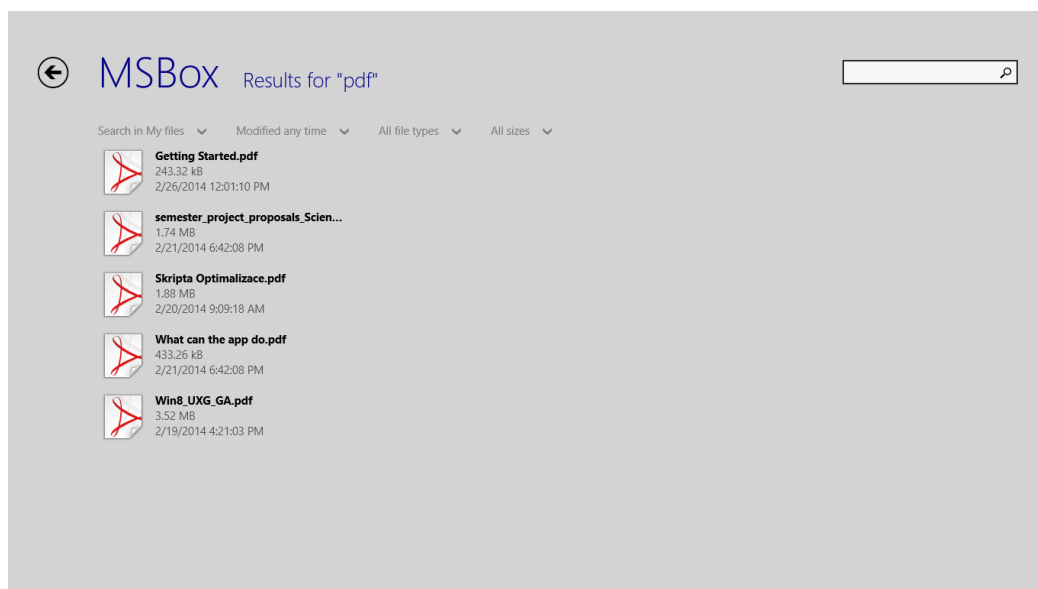 MSBox Results for "pdf"
Search in My files Modified any time All file types All sizes
Getting Started.pdf
243.32 kB
2/26/2014 12:01:10 PM
semester_project_proposals_Scien...
1.74 MB
2/21/2014 6:42:08 PM
Skripta Optimalizace.pdf
1.88 MB
2/20/2014 9:09:18 AM
What can the app do.pdf
433.26 kB
2/21/2014 6:42:08 PM
Win8_UXG_GA.pdf
3.52 MB
2/19/2014 4:21:03 PM